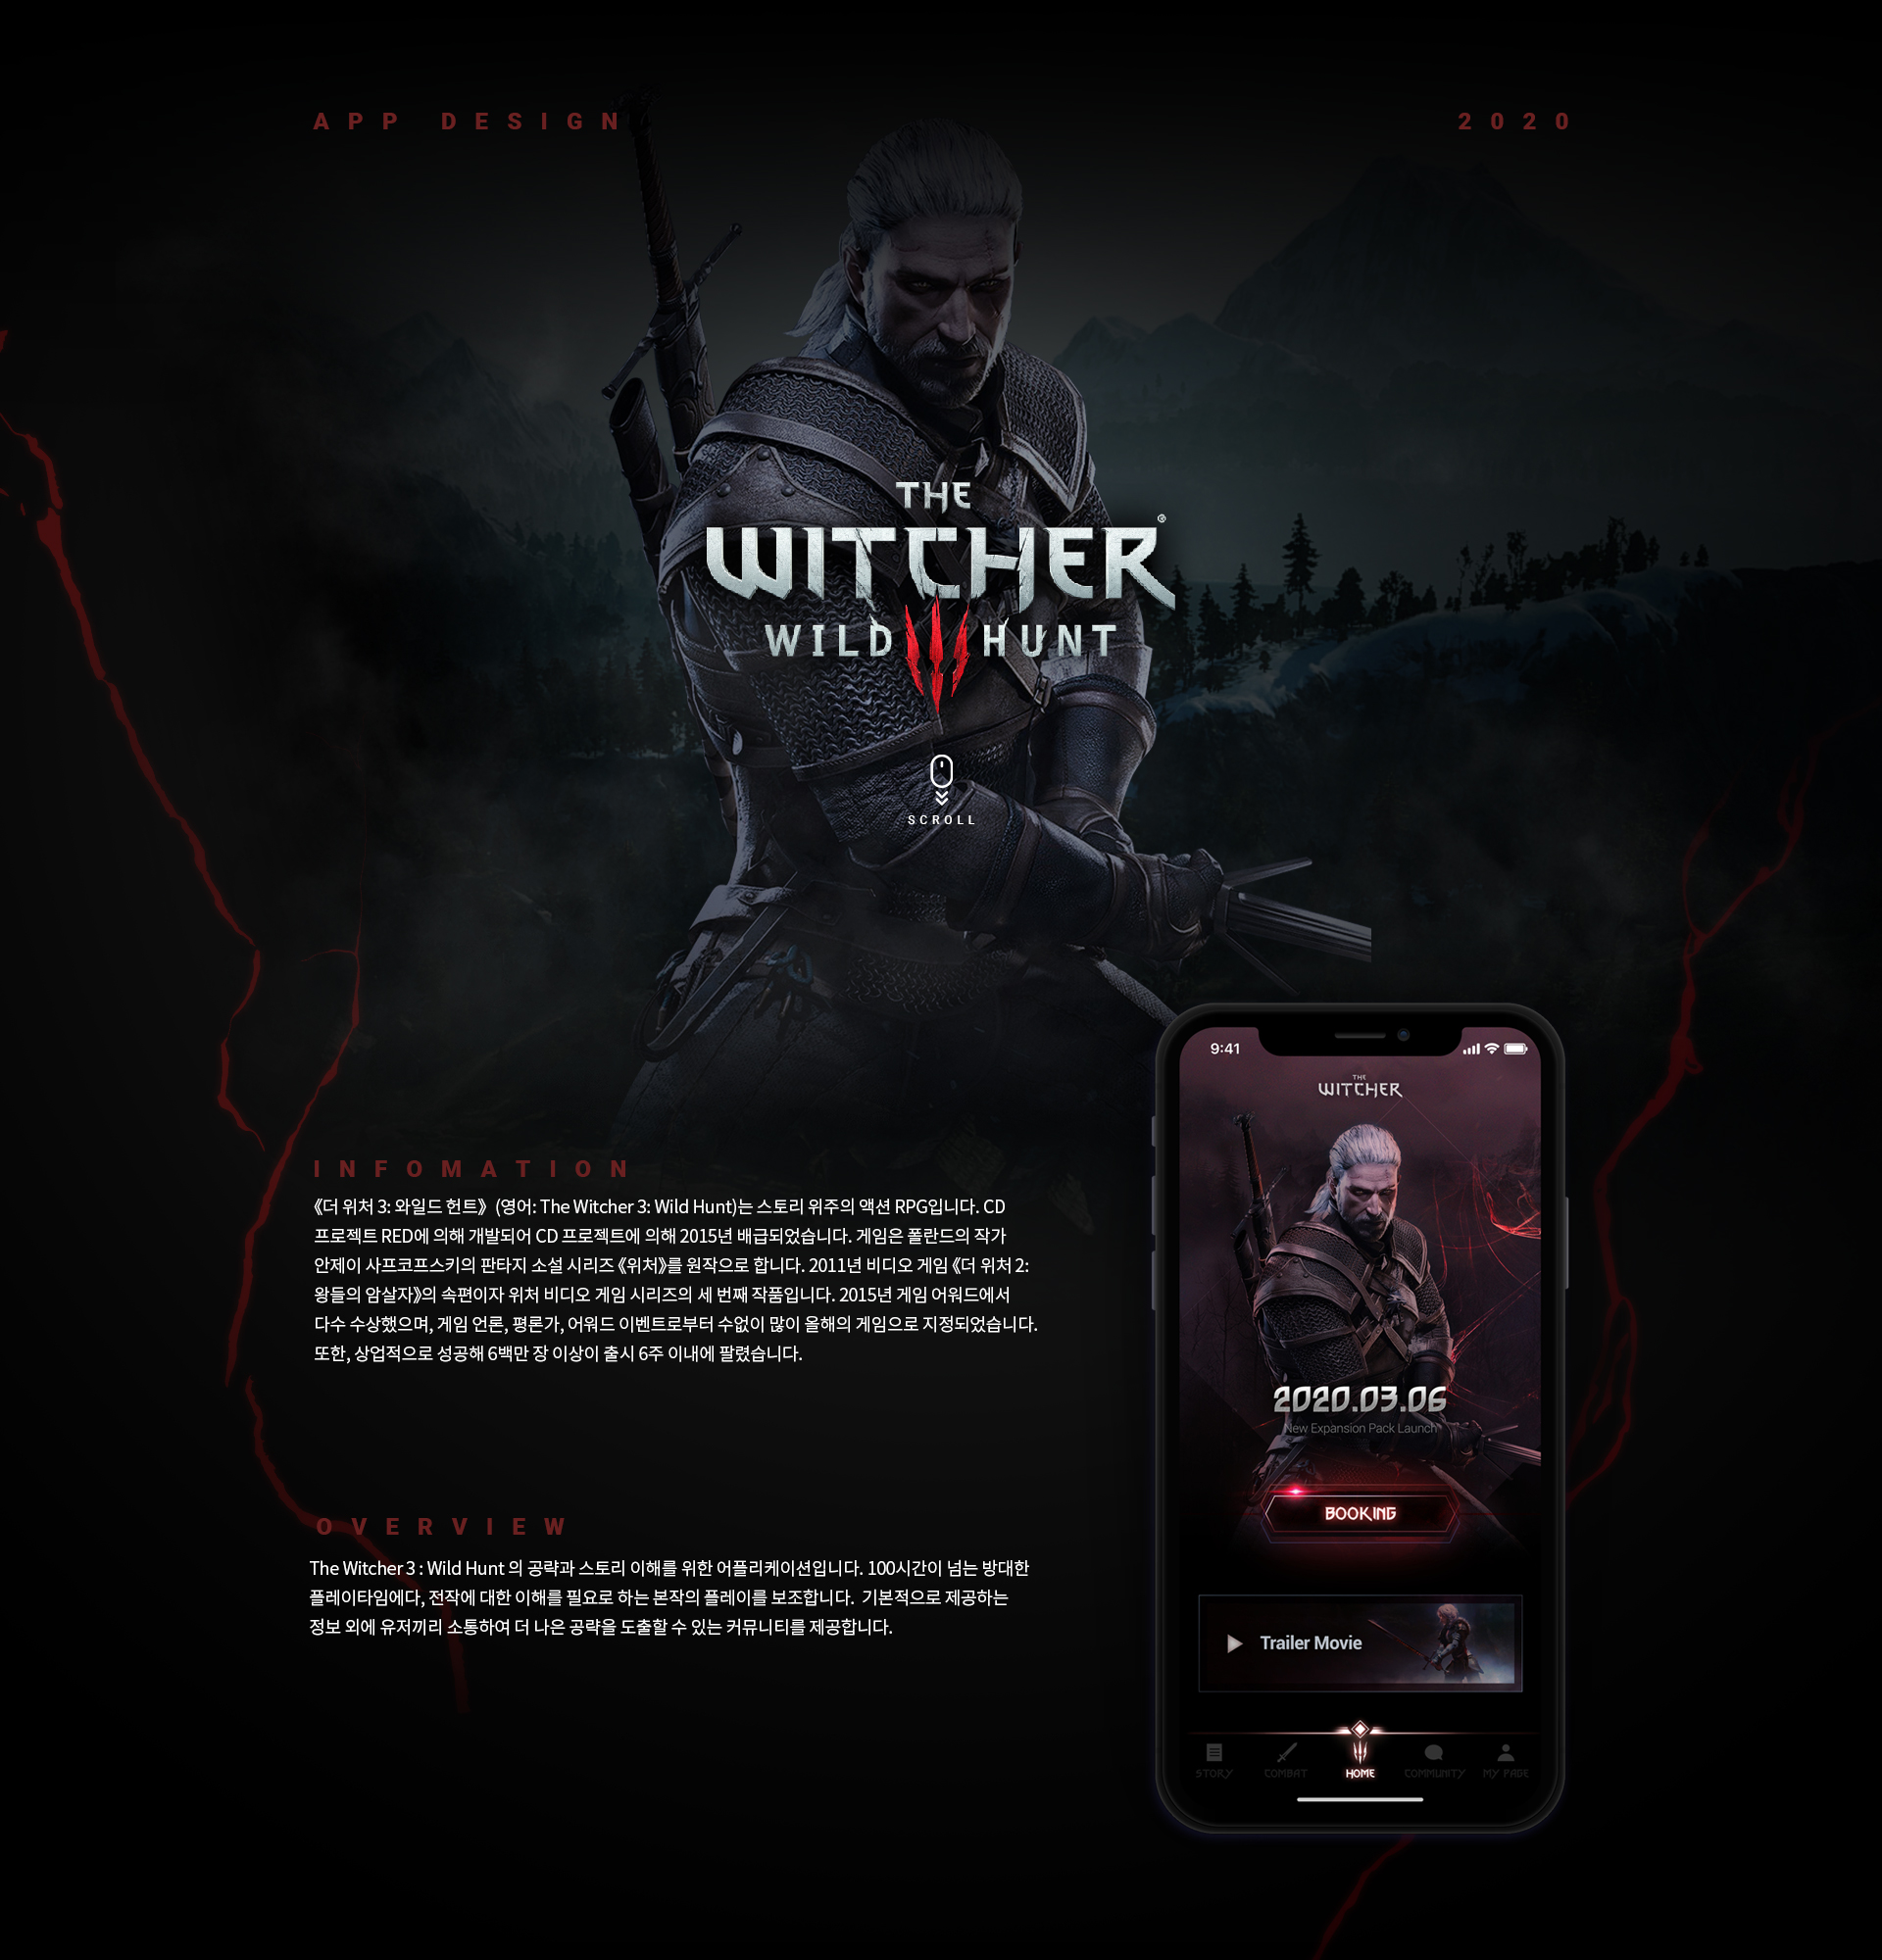 APP DESIGN
2020
THE
WITCHER®
WILD HUNT
SCROLL
INFOMATION
《더 위처 3: 와일드 헌트》 (영어: The Witcher 3: Wild Hunt)는 스토리 위주의 액션 RPG입니다. CD
프로젝트 RED에 의해 개발되어 CD 프로젝트에 의해 2015년 배급되었습니다. 게임은 폴란드의 작가
안제이 사프코프스키의 판타지 소설 시리즈 《위처》를 원작으로 합니다. 2011년 비디오 게임 《더 위처 2:
왕들의 암살자》의 속편이자 위처 비디오 게임 시리즈의 세 번째 작품입니다. 2015년 게임 어워드에서
다수 수상했으며, 게임 언론, 평론가, 어워드 이벤트로부터 수없이 많이 올해의 게임으로 지정되었습니다.
또한, 상업적으로 성공해 6백만 장 이상이 출시 6주 이내에 팔렸습니다.
OVERVIEW
The Witcher 3 : Wild Hunt 의 공략과 스토리 이해를 위한 어플리케이션입니다. 100시간이 넘는 방대한
플레이타임에다, 전작에 대한 이해를 필요로 하는 본작의 플레이를 보조합니다. 기본적으로 제공하는
정보 외에 유저끼리 소통하여 더 나은 공략을 도출할 수 있는 커뮤니티를 제공합니다.
9:41
THE
WITCHER
2020.03.06
New Expansion Pack Launch
BOOKING
Trailer Movie
STORY COMBAT HOME COMMUNITY MY PAGE